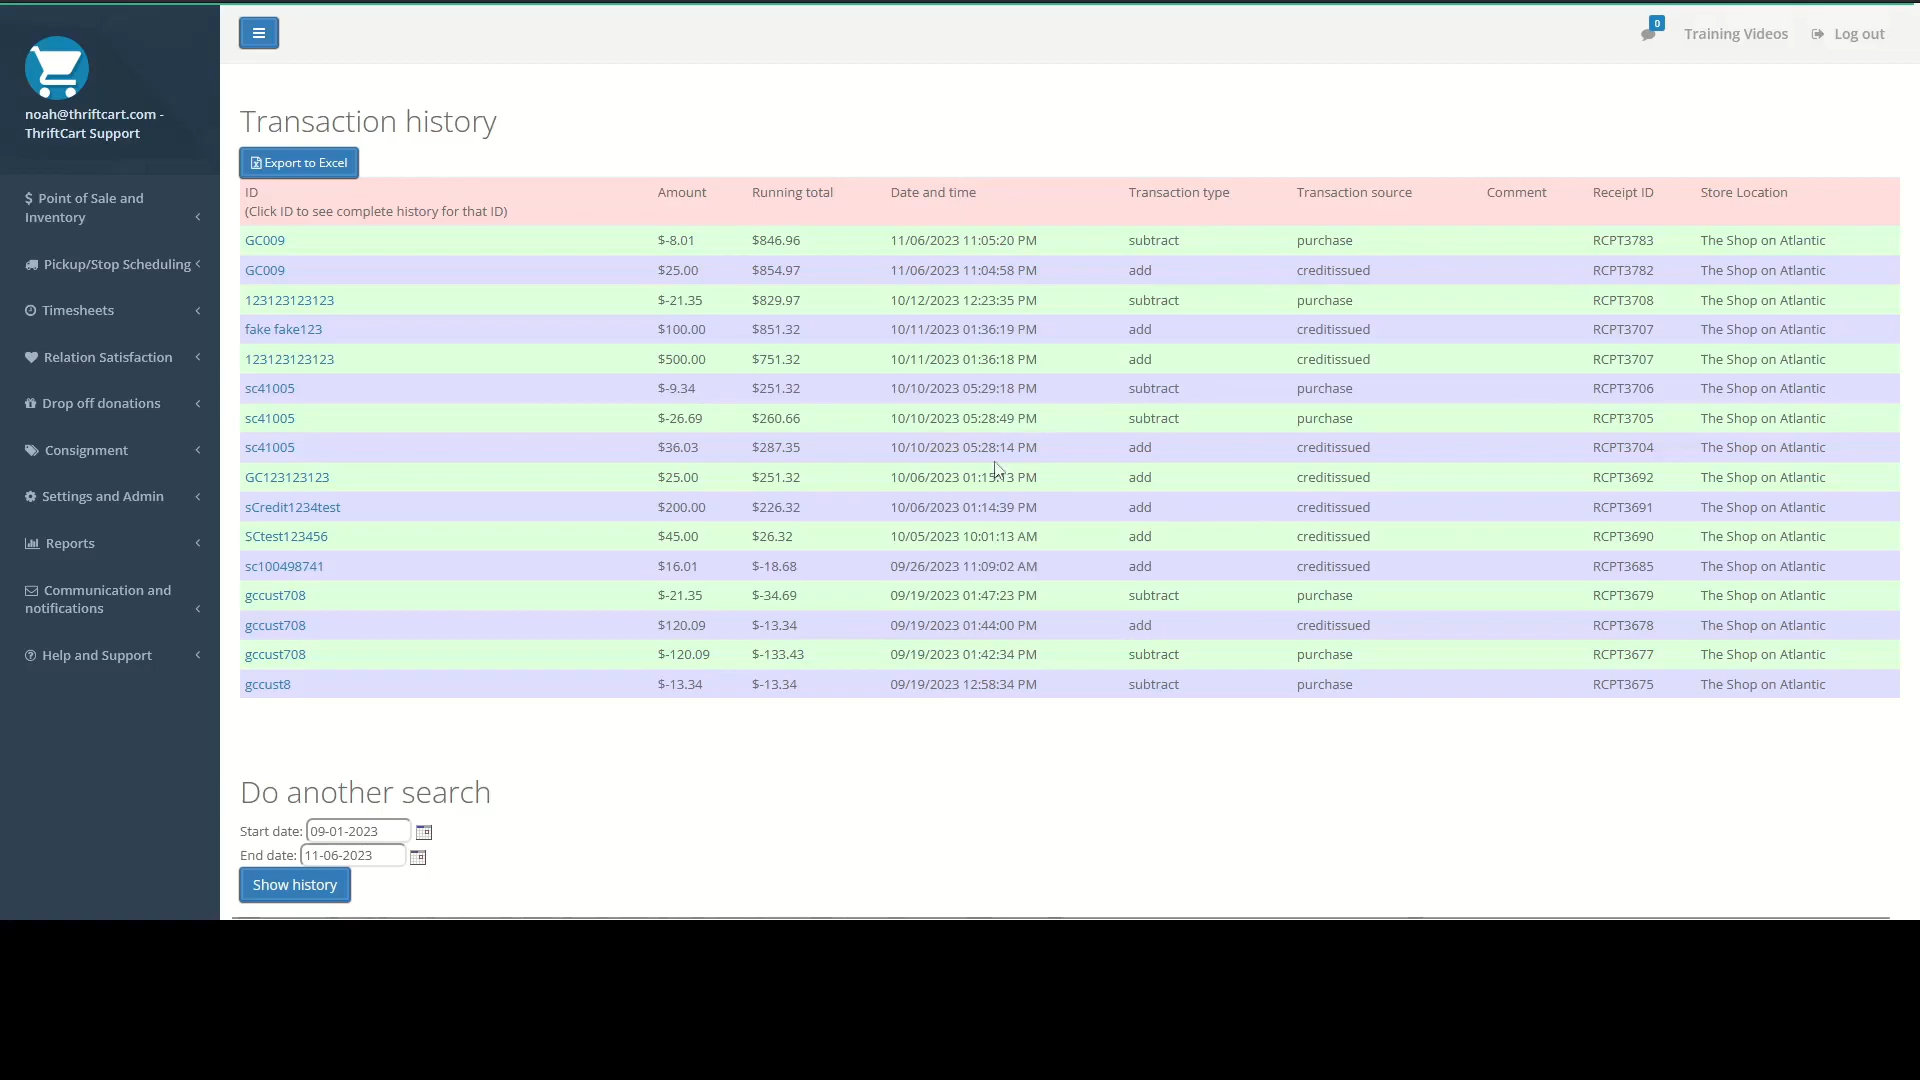 noah@thriftcart.com -
ThriftCart Support
$ Point of Sale and
Inventory
Pickup/Stop Scheduling
Timesheets
Relation Satisfaction
Drop off donations
Consignment
Settings and Admin
Reports
Communication and
notifications
Help and Support
0
Training Videos
Log out
Transaction history
Export to Excel
ID Amount Running total Date and time Transaction type Transaction source Comment Receipt ID Store Location
(Click ID to see complete history for that ID)
GC009 $-8.01 $846.96 11/06/2023 11:05:20 PM subtract purchase RCPT3783 The Shop on Atlantic
GC009 $25.00 $854.97 11/06/2023 11:04:58 PM add creditissued RCPT3782 The Shop on Atlantic
123123123123 $-21.35 $829.97 10/12/2023 12:23:35 PM subtract purchase RCPT3708 The Shop on Atlantic
fake fake123 $100.00 $851.32 10/11/2023 01:36:19 PM add creditissued RCPT3707 The Shop on Atlantic
123123123123 $500.00 $751.32 10/11/2023 01:36:18 PM add creditissued RCPT3707 The Shop on Atlantic
sc41005 $-9.34 $251.32 10/10/2023 05:29:18 PM subtract purchase RCPT3706 The Shop on Atlantic
sc41005 $-26.69 $260.66 10/10/2023 05:28:49 PM subtract purchase RCPT3705 The Shop on Atlantic
sc41005 $36.03 $287.35 10/10/2023 05:28:14 PM add creditissued RCPT3704 The Shop on Atlantic
GC123123123 $25.00 $251.32 10/06/2023 PM add creditissued RCPT3692 The Shop on Atlantic
sCredit1234test $200.00 $226.32 10/06/2023 01:14:39 PM add creditissued RCPT3691 The Shop on Atlantic
SCtest123456 $45.00 $26.32 10/05/2023 10:01:13 AM add creditissued RCPT3690 The Shop on Atlantic
sc100498741 $16.01 $-18.68 09/26/2023 11:09:02 AM add creditissued RCPT3685 The Shop on Atlantic
gccust708 $-21.35 $-34.69 09/19/2023 01:47:23 PM subtract purchase RCPT3679 The Shop on Atlantic
gccust708 $120.09 $-13.34 09/19/2023 01:44:00 PM add creditissued RCPT3678 The Shop on Atlantic
gccust708 $-120.09 $-133.43 09/19/2023 01:42:34 PM subtract purchase RCPT3677 The Shop on Atlantic
gccust8 $-13.34 $-13.34 09/19/2023 12:58:34 PM subtract purchase RCPT3675 The Shop on Atlantic
Do another search
Start date: 09-01-2023
End date: 11-06-2023
Show history